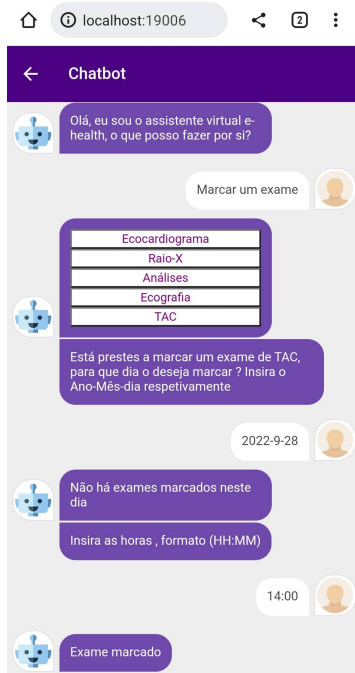 localhost:19006
2
Chatbot
Olá, eu sou o assistente virtual e-
health, o que posso fazer por si?
Marcar um exame
Ecocardiograma
Raio-X
Análises
Ecografia
TAC
Está prestes a marcar um exame de TAC,
para que dia o deseja marcar ? Insira o
Ano-Mês-dia respetivamente
2022-9-28
Não há exames marcados neste
dia
Insira as horas , formato (HH:MM)
14:00
Exame marcado